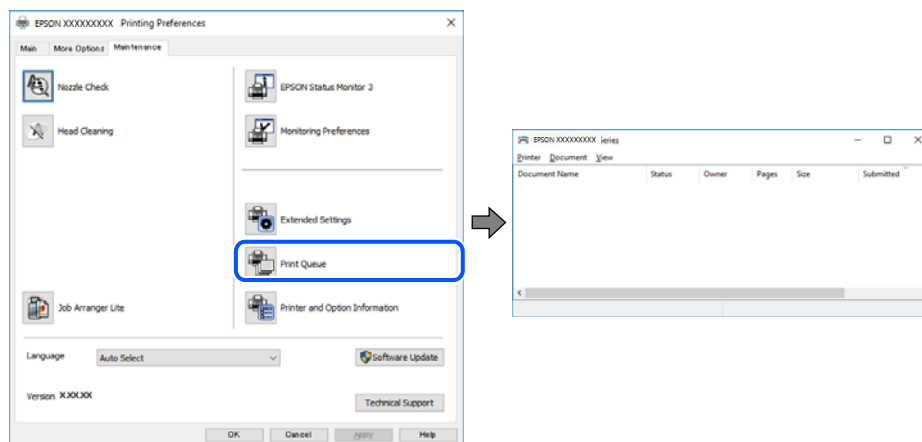 EPSON XXXXXXXXX Printing Preferences
Main More Options Maintenance
Nozzle Check
EPSON Status Monitor 3
Head Cleaning
Monitoring Preferences
Extended Settings
Print Queue
Job Arranger Lite
Printer and Option Information
Language Auto Select Software Update
Version X.XX.XX
Technical Support
OK Cancel Apply Help
EPSON XXXXXXXXX ieries
Printer Document View
Document Name Status Owner Pages Size Submitted